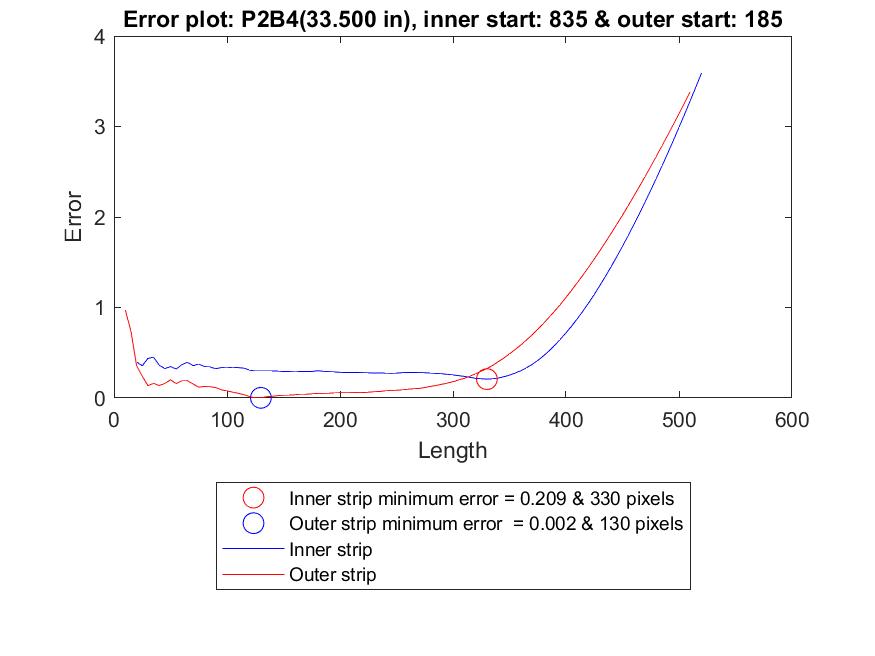 Error plot: P2B4(33.500 in), inner start: 835 & outer start: 185
4
3
2
1
0
Error
0 100 200 300 400 500 600
Length
Inner strip minimum error = 0.209 & 330 pixels
Outer strip minimum error  = 0.002 & 130 pixels
Inner strip
Outer strip